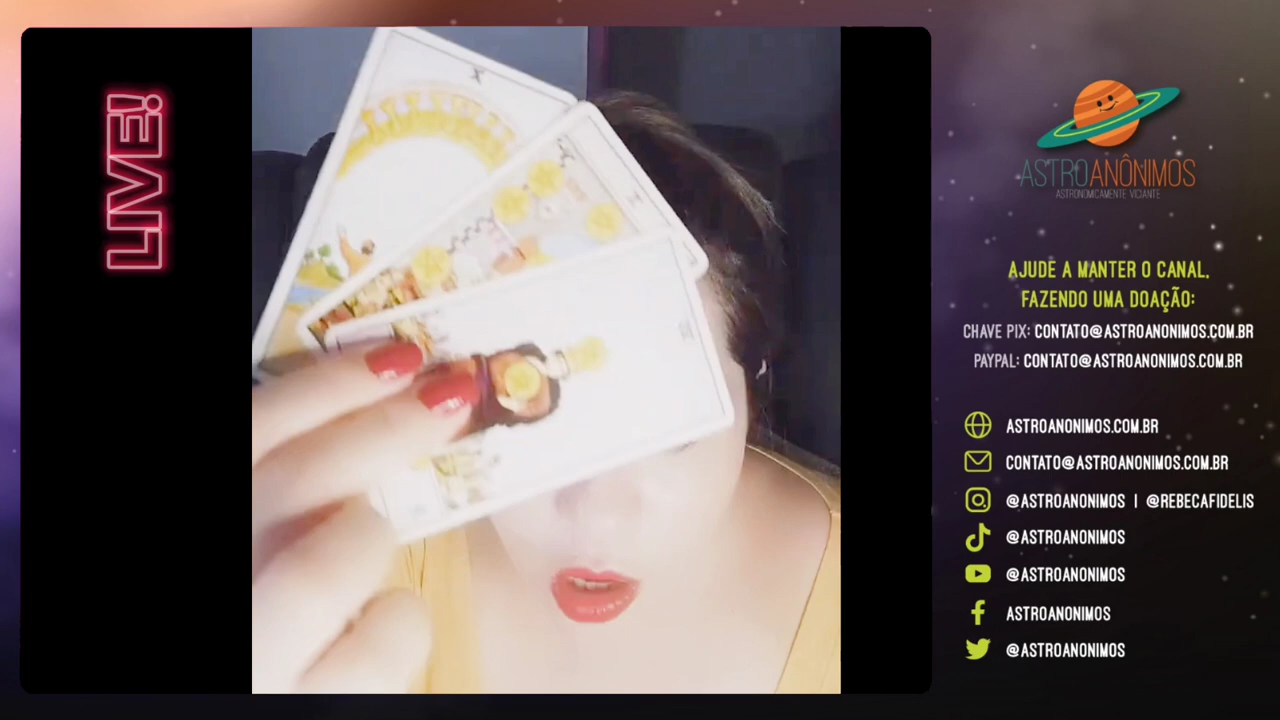 LIVE!
X
X
ASTROANÔNIMOS
ASTRONOMICAMENTE VICIANTE
AJUDE A MANTER O CANAL,
FAZENDO UMA DOAÇÃO:
CHAVE PIX: CONTATO@ASTROANONIMOS.COM.BR
PAYPAL: CONTATO@ASTROANONIMOS.COM.BR
ASTROANONIMOS.COM.BR
CONTATO@ASTROANONIMOS.COM.BR
@ASTROANONIMOS | @REBECAFIDELIS
@ASTROANONIMOS
@ASTROANONIMOS
ASTROANONIMOS
@ASTROANONIMOS